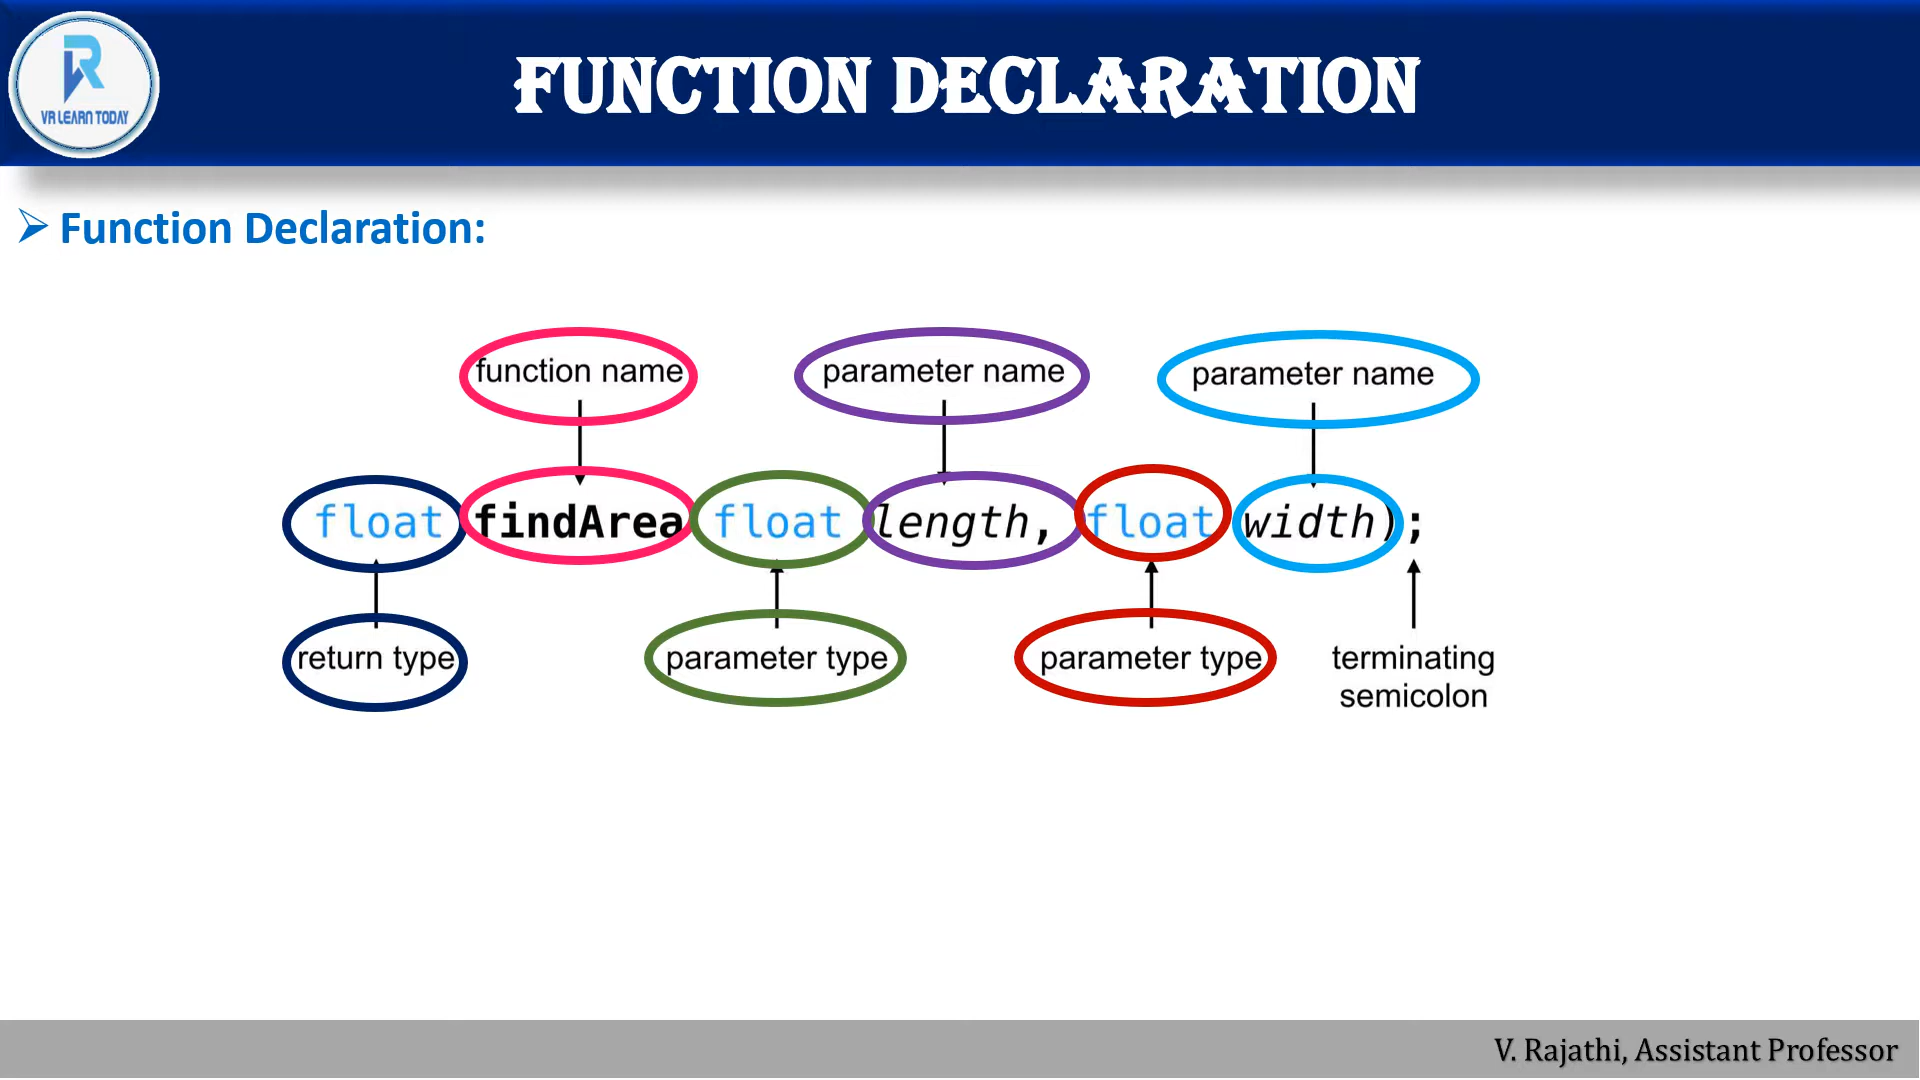 VR LEARN TODAY
FUNCTION DECLARATION
Function Declaration:
function name parameter name parameter name
float findArea float length, float width);
return type parameter type parameter type terminating
semicolon
V. Rajathi, Assistant Professor